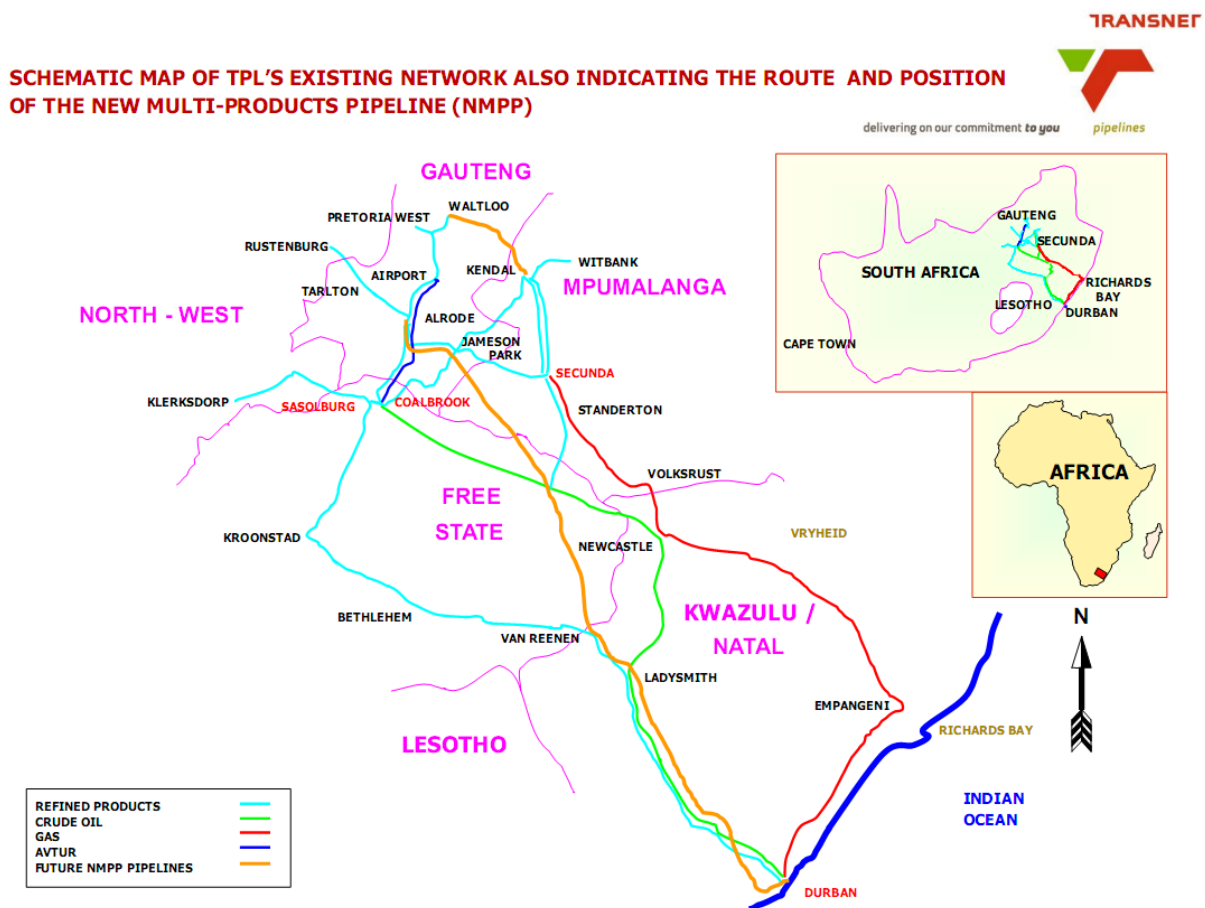 TRANSNET
SCHEMATIC MAP OF TPL'S EXISTING NETWORK ALSO INDICATING THE ROUTE AND POSITION
OF THE NEW MULTI-PRODUCTS PIPELINE (NMPP)
delivering on our commitment to you
pipelines
GAUTENG
WALTLOO
PRETORIA WEST
RUSTENBURG
AIRPORT
KENDAL
WITBANK
MPUMALANGA
TARLTON
NORTH - WEST
ALRODE
JAMESON
PARK
SECUNDA
KLERKSDORP
SASOLBURG
COALBROOK
STANDERTON
VOLKSRUST
FREE
STATE
KROONSTAD
NEWCASTLE
VRYHEID
BETHLEHEM
VAN REENEN
KWAZULU /
NATAL
LADYSMITH
EMPANGENI
RICHARDS BAY
LESOTHO
INDIAN
OCEAN
DURBAN
GAUTENG
SECUNDA
SOUTH AFRICA
RICHARDS
BAY
LESOTHO
DURBAN
CAPE TOWN
AFRICA
N
REFINED PRODUCTS
CRUDE OIL
GAS
AVTUR
FUTURE NMPP PIPELINES